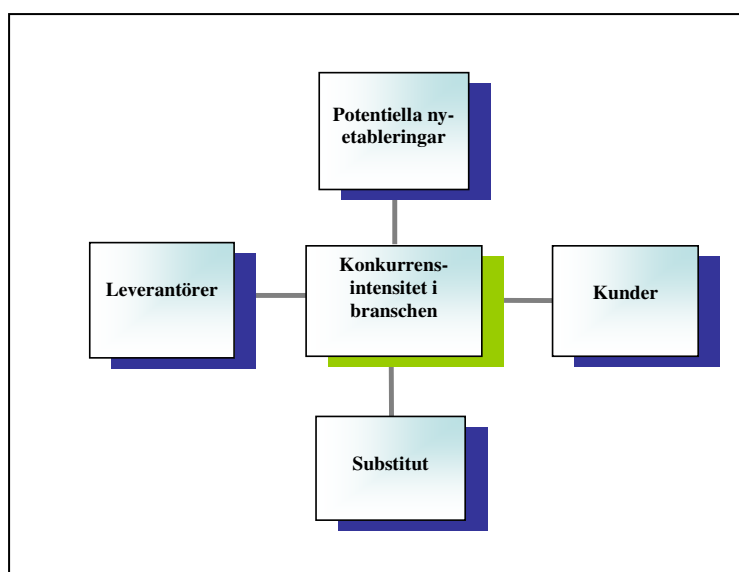 Potentiella ny-
etableringar
Leverantörer
Konkurrens-
intensitet i
branschen
Kunder
Substitut